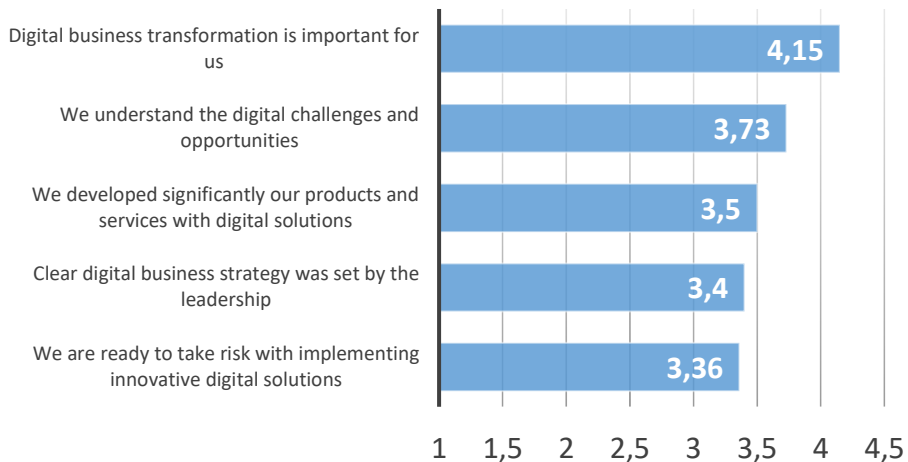 Digital business transformation is important for
us
4,15
We understand the digital challenges and
opportunities
3,73
We developed significantly our products and
services with digital solutions
3,5
Clear digital business strategy was set by the
leadership
3,4
We are ready to take risk with implementing
innovative digital solutions
3,36
1 1,5 2 2,5 3 3,5 4 4,5